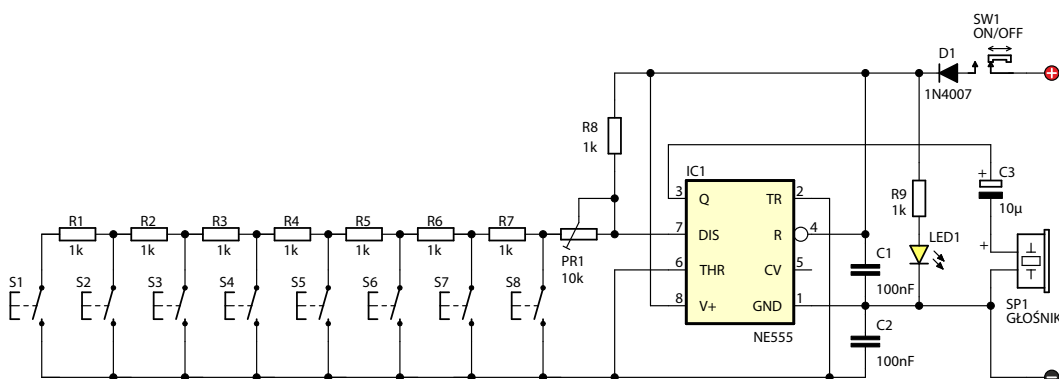 SW1
ON/OFF
D1
1N4007
R8
1k
IC1
3
Q
TR
2
7
DIS
R
4
6
THR
CV
5
8
V+
GND
1
NE555
R9
1k
LED1
+
C3
10µ
+
SP1
GŁOŚNIK
C1
100nF
C2
100nF
R1
1k
R2
1k
R3
1k
R4
1k
R5
1k
R6
1k
R7
1k
PR1
10k
S1
S2
S3
S4
S5
S6
S7
S8